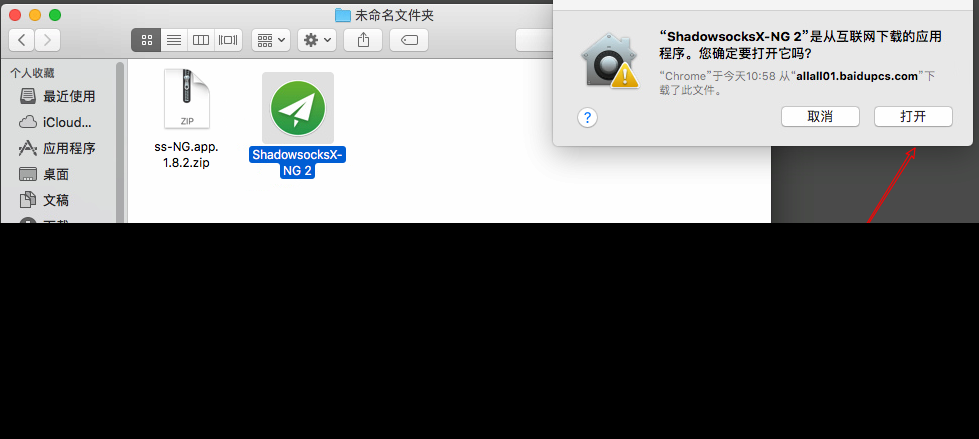 未命名文件夹
个人收藏
最近使用
iCloud...
应用程序
桌面
文稿
ZIP
ss-NG.app.
1.8.2.zip
ShadowsocksX-
NG 2
“ShadowsocksX-NG 2”是从互联网下载的应用
程序。您确定要打开它吗?
“Chrome”于今天10:58 从“allall01.baidupcs.com”下
载了此文件。
?
取消
打开